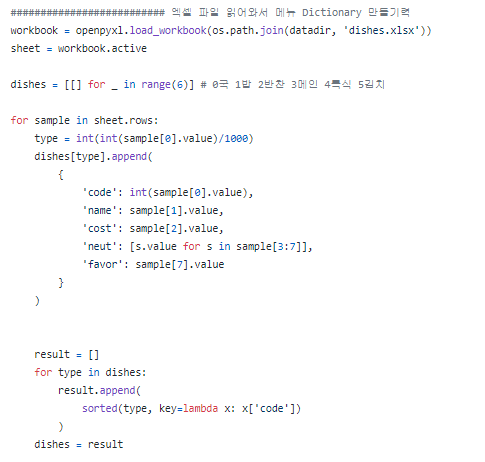 ######################### 엑셀 파일 읽어와서 메뉴 Dictionary 만들기력
workbook = openpyxl.load_workbook(os.path.join(datadir, 'dishes.xlsx'))
sheet = workbook.active
dishes = [[] for _ in range(6)] # 0국 1밥 2반찬 3메인 4특식 5김치
for sample in sheet.rows:
    type = int(int(sample[0].value)/1000)
    dishes[type].append(
        {
            'code': int(sample[0].value),
            'name': sample[1].value,
            'cost': sample[2].value,
            'neut': [s.value for s in sample[3:7]],
            'favor': sample[7].value
        }
    )
    result = []
    for type in dishes:
        result.append(
            sorted(type, key=lambda x: x['code'])
        )
    dishes = result